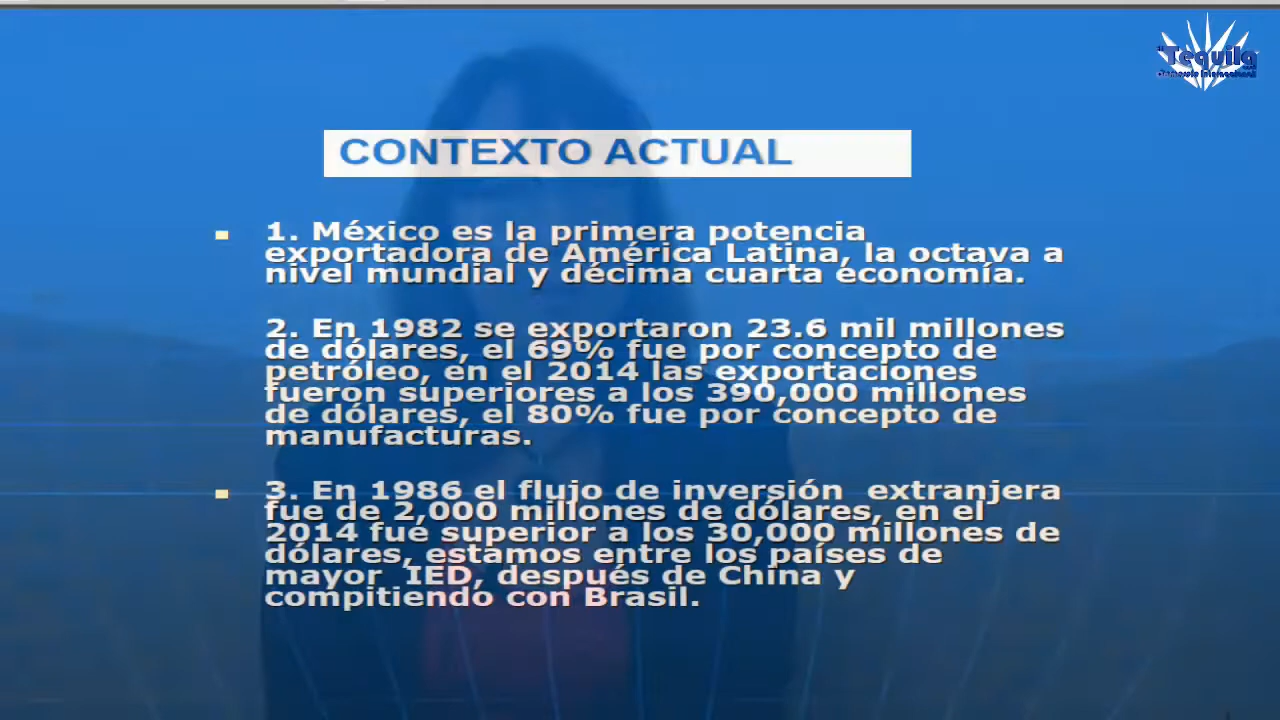 Tequila
CONTEXTO ACTUAL
1. México es la primera potencia
exportadora de América Latina, la octava a
nivel mundial y décima cuarta economía.
2. En 1982 se exportaron 23.6 mil millones
de dólares, el 69% fue por concepto de
petróleo, en el 2014 las exportaciones
fueron superiores a los 390,000 millones
de dólares, el 80% fue por concepto de
manufacturas.
3. En 1986 el flujo de inversión extranjera
fue de 2,000 millones de dólares, en el
2014 fue superior a los 30,000 millones de
dólares, estamos entre los países de
mayor IED, después de China y
compitiendo con Brasil.